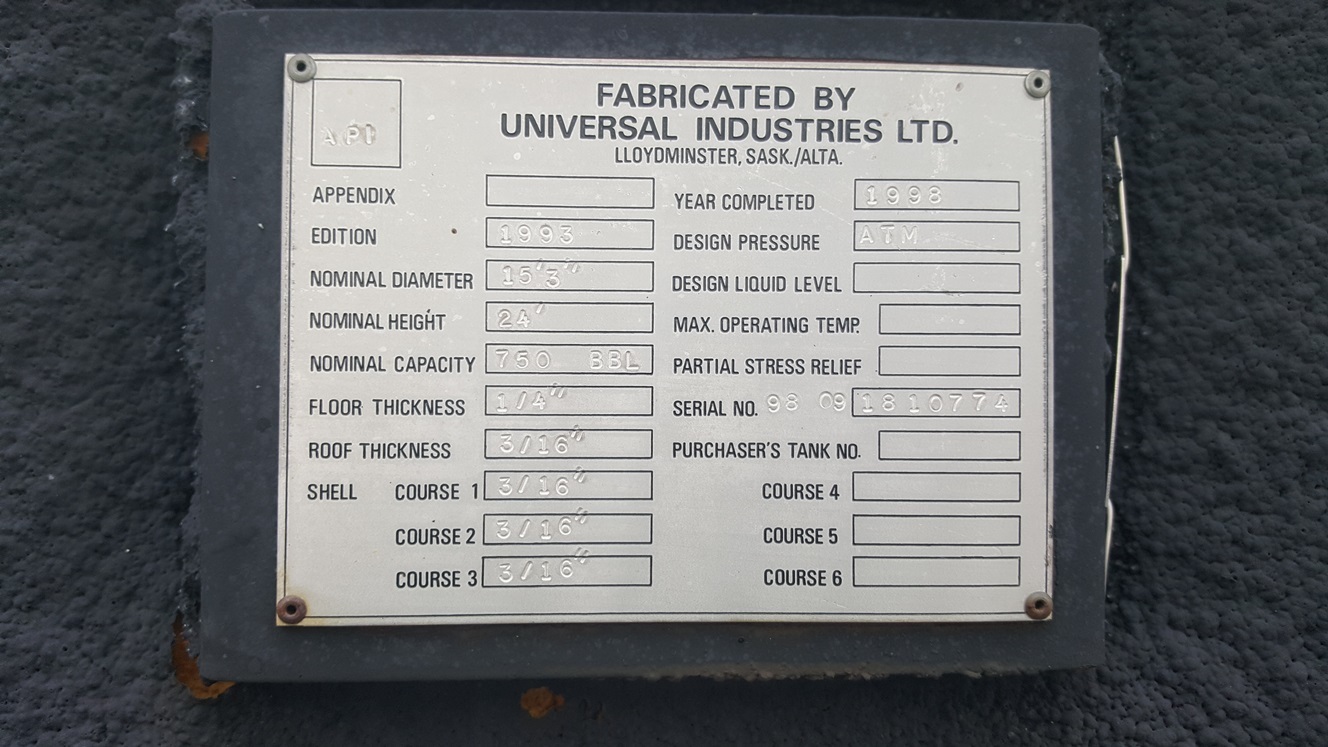 API
FABRICATED BY
UNIVERSAL INDUSTRIES LTD.
LLOYDMINSTER, SASK./ALTA.
APPENDIX
EDITION 1993
NOMINAL DIAMETER 15'3"
NOMINAL HEIGHT 24'
NOMINAL CAPACITY 750 BBL
FLOOR THICKNESS 1/4"
ROOF THICKNESS 3/16"
SHELL COURSE 1 3/16"
COURSE 2 3/16"
COURSE 3 3/16"
YEAR COMPLETED 1998
DESIGN PRESSURE ATM
DESIGN LIQUID LEVEL
MAX. OPERATING TEMP.
PARTIAL STRESS RELIEF
SERIAL NO. 98 09 1810774
PURCHASER'S TANK NO.
COURSE 4
COURSE 5
COURSE 6